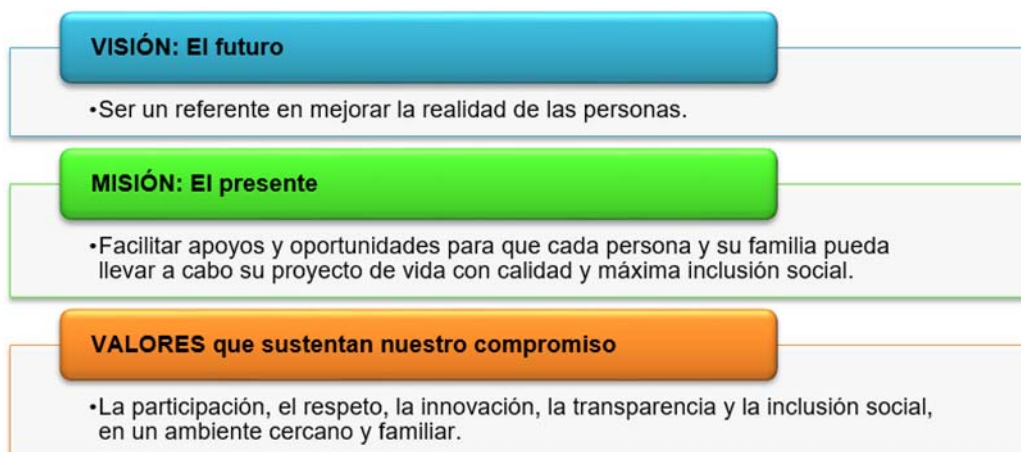 VISIÓN: El futuro
•Ser un referente en mejorar la realidad de las personas.
MISIÓN: El presente
•Facilitar apoyos y oportunidades para que cada persona y su familia pueda
llevar a cabo su proyecto de vida con calidad y máxima inclusión social.
VALORES que sustentan nuestro compromiso
•La participación, el respeto, la innovación, la transparencia y la inclusión social,
en un ambiente cercano y familiar.